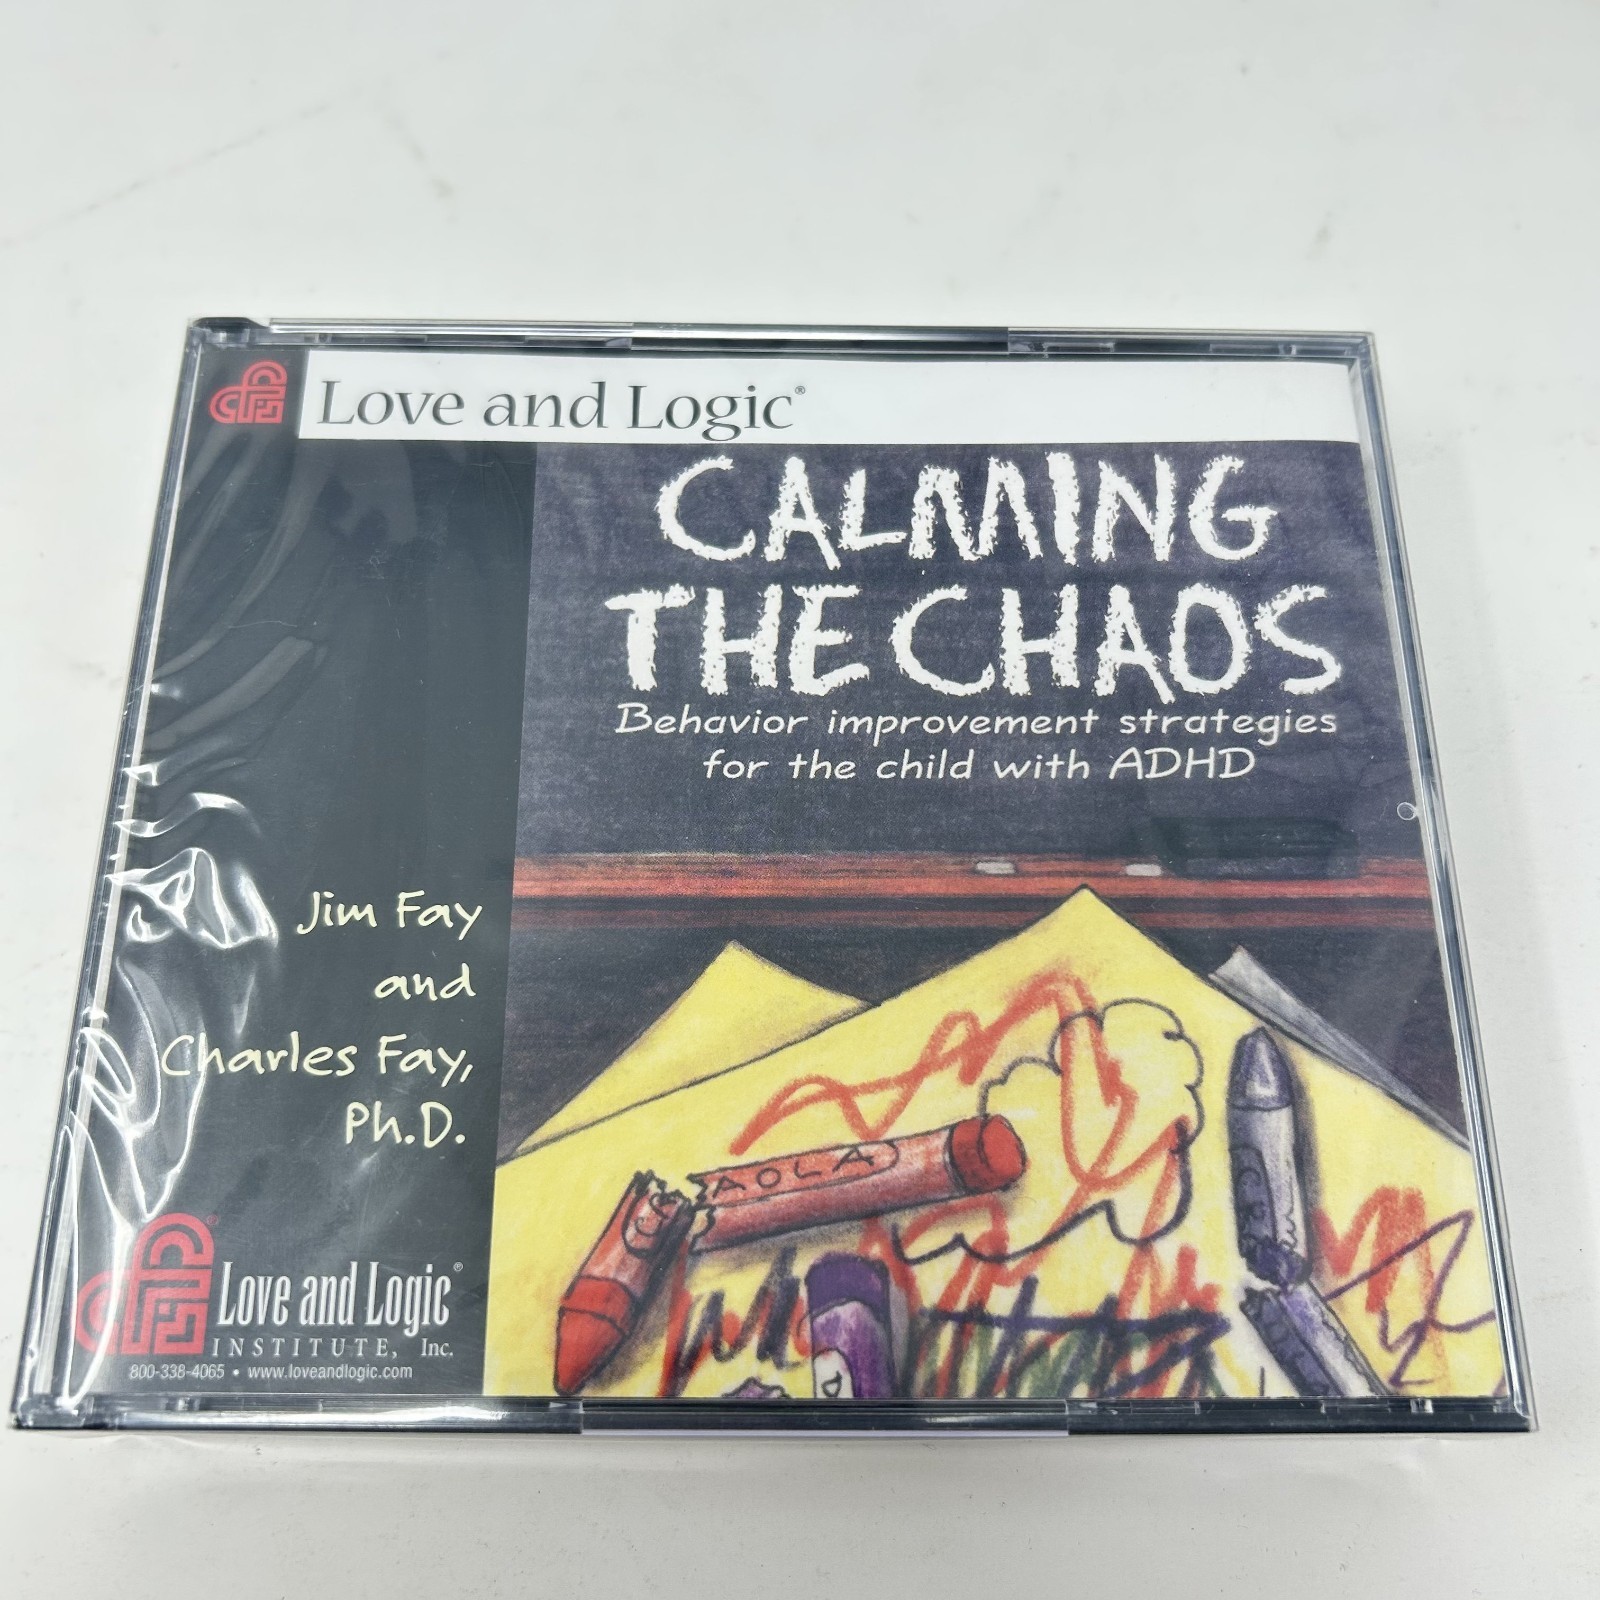 Love and Logic®
CALMING
THE CHAOS
Behavior improvement strategies
for the child with ADHD
Jim Fay
and
Charles Fay,
Ph.D.
CRAOLA
Love and Logic®
INSTITUTE, Inc.
800-338-4065 • www.loveandlogic.com